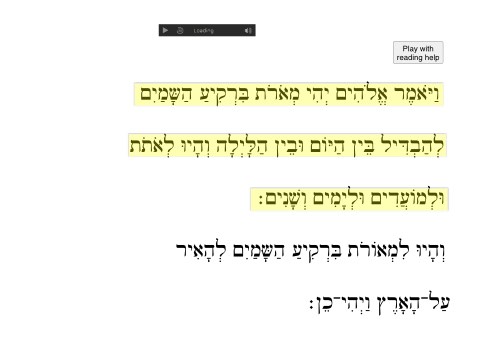 Loading
Play with
reading help
וַיֹּאמֶר אֱלֹהִים יְהִי מְאֹרֹת בִּרְקִיעַ הַשָּׁמַיִם
לְהַבְדִּיל בֵּין הַיּוֹם וּבֵין הַלָּיְלָה וְהָיוּ לְאֹתֹת
וּלְמוֹעֲדִים וּלְיָמִים וְשָׁנִים׃
וְהָיוּ לִמְאוֹרֹת בִּרְקִיעַ הַשָּׁמַיִם לְהָאִיר
עַל־הָאָרֶץ וַיְהִי־כֵן׃